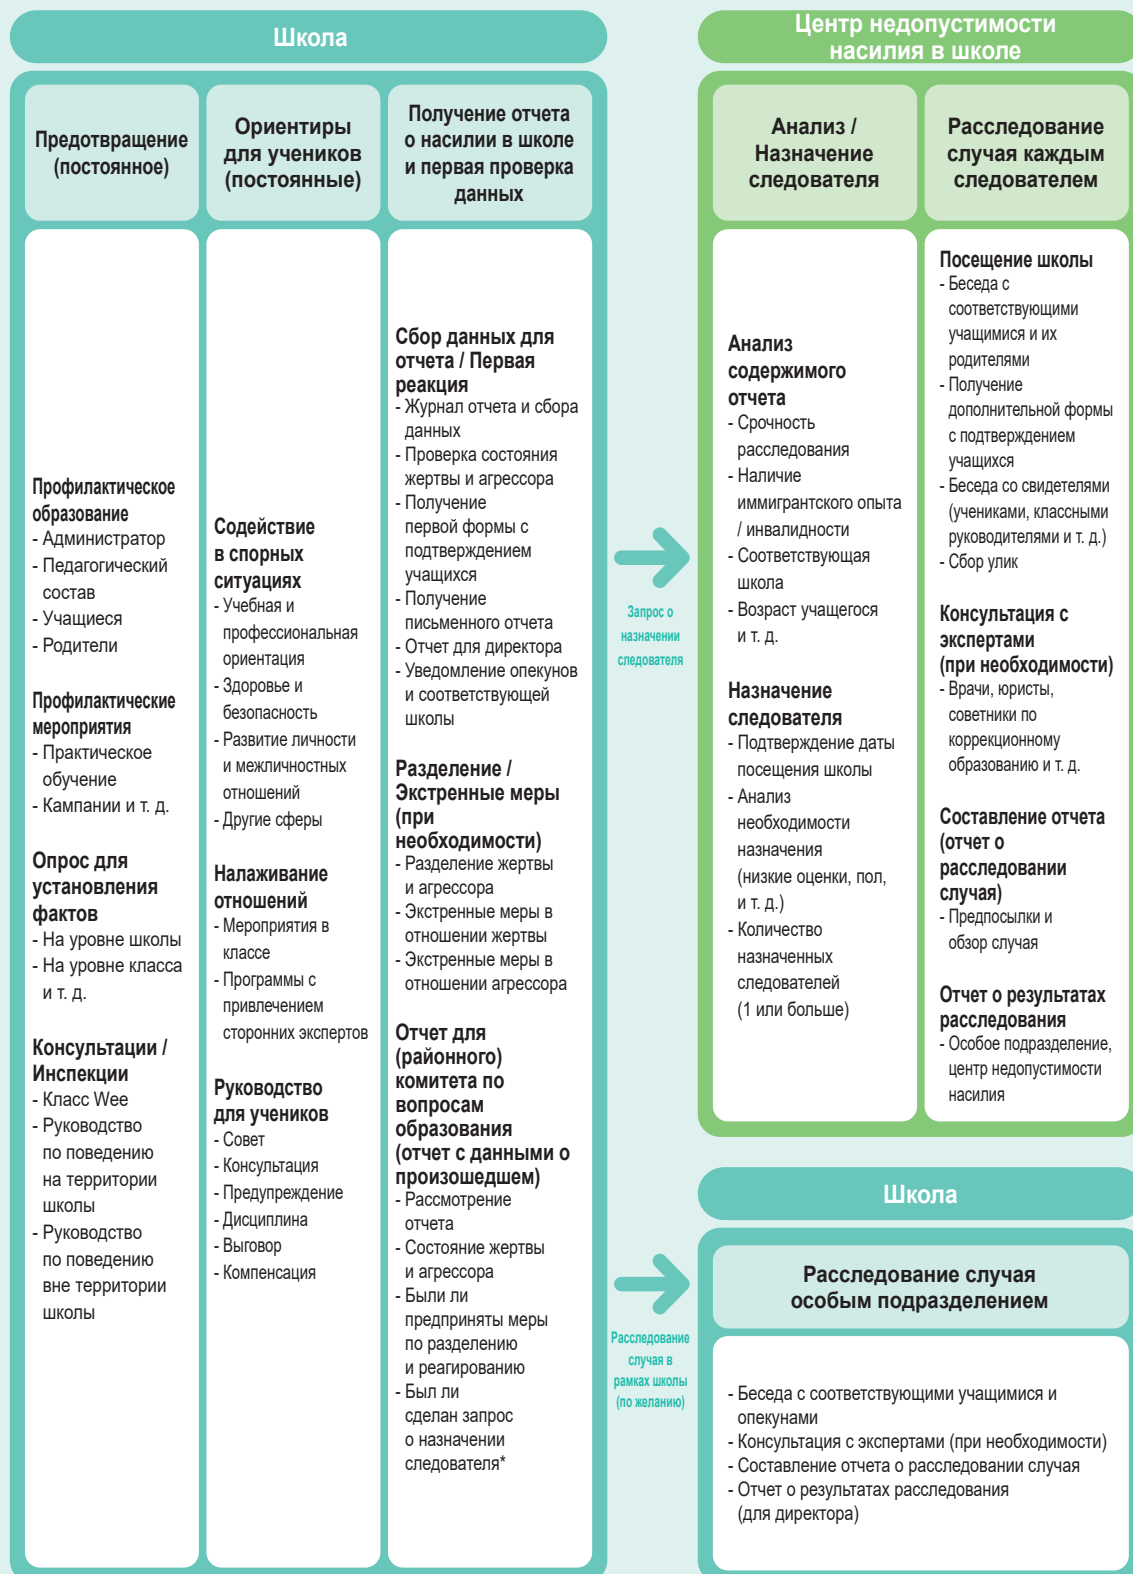 Школа
Предотвращение
(постоянное)
Ориентиры
для учеников
(постоянные)
Получение отчета
о насилии в школе
и первая проверка
данных
Профилактическое
образование
- Администратор
- Педагогический
состав
- Учащиеся
- Родители
Профилактические
мероприятия
- Практическое
обучение
- Кампании и т. д.
Опрос для
установления
фактов
- На уровне школы
- На уровне класса
и т. д.
Консультации /
Инспекции
- Класс Wee
- Руководство
по поведению
на территории
школы
- Руководство
по поведению
вне территории
школы
Содействие
в спорных
ситуациях
- Учебная и
профессиональная
ориентация
- Здоровье и
безопасность
- Развитие личности
и межличностных
отношений
- Другие сферы
Налаживание
отношений
- Мероприятия в
классе
- Программы с
привлечением
сторонних экспертов
Руководство
для учеников
- Совет
- Консультация
- Предупреждение
- Дисциплина
- Выговор
- Компенсация
Сбор данных для
отчета / Первая
реакция
- Журнал отчета и сбора
данных
- Проверка состояния
жертвы и агрессора
- Получение
первой формы с
подтверждением
учащихся
- Получение
письменного отчета
- Отчет для директора
- Уведомление опекунов
и соответствующей
школы
Разделение /
Экстренные меры
(при
необходимости)
- Разделение жертвы
и агрессора
- Экстренные меры в
отношении жертвы
- Экстренные меры в
отношении агрессора
Отчет для
(районного)
комитета по
вопросам
образования
(отчет с данными о
произошедшем)
- Рассмотрение
отчета
- Состояние жертвы
и агрессора
- Были ли
предприняты меры
по разделению
и реагированию
- Был ли
сделан запрос
о назначении
следователя*
Запрос о
назначении
следователя
Расследование
случая в
рамках школы
(по желанию)
Центр недопустимости
насилия в школе
Анализ /
Назначение
следователя
Расследование
случая каждым
следователем
Анализ
содержимого
отчета
- Срочность
расследования
- Наличие
иммигрантского опыта
/ инвалидности
- Соответствующая
школа
- Возраст учащегося
и т. д.
Назначение
следователя
- Подтверждение даты
посещения школы
- Анализ
необходимости
назначения
(низкие оценки, пол,
и т. д.)
- Количество
назначенных
следователей
(1 или больше)
Посещение школы
- Беседа с
соответствующими
учащимися и их
родителями
- Получение
дополнительной формы
с подтверждением
учащихся
- Беседа со свидетелями
(учениками, классными
руководителями и т. д.)
- Сбор улик
Консультация с
экспертами
(при необходимости)
- Врачи, юристы,
советники по
коррекционному
образованию и т. д.
Составление отчета
(отчет о
расследовании
случая)
- Предпосылки и
обзор случая
Отчет о результатах
расследования
- Особое подразделение,
центр недопустимости
насилия
Школа
Расследование случая
особым подразделением
- Беседа с соответствующими учащимися и
опекунами
- Консультация с экспертами (при необходимости)
- Составление отчета о расследовании случая
- Отчет о результатах расследования
(для директора)